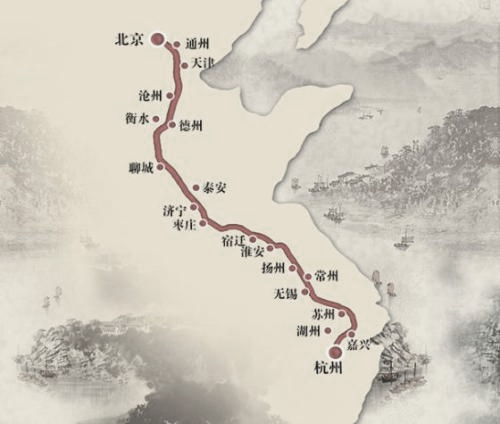 北京
通州
天津
沧州
衡水
德州
聊城
泰安
济宁
枣庄
宿迁
淮安
扬州
常州
无锡
苏州
湖州
嘉兴
杭州